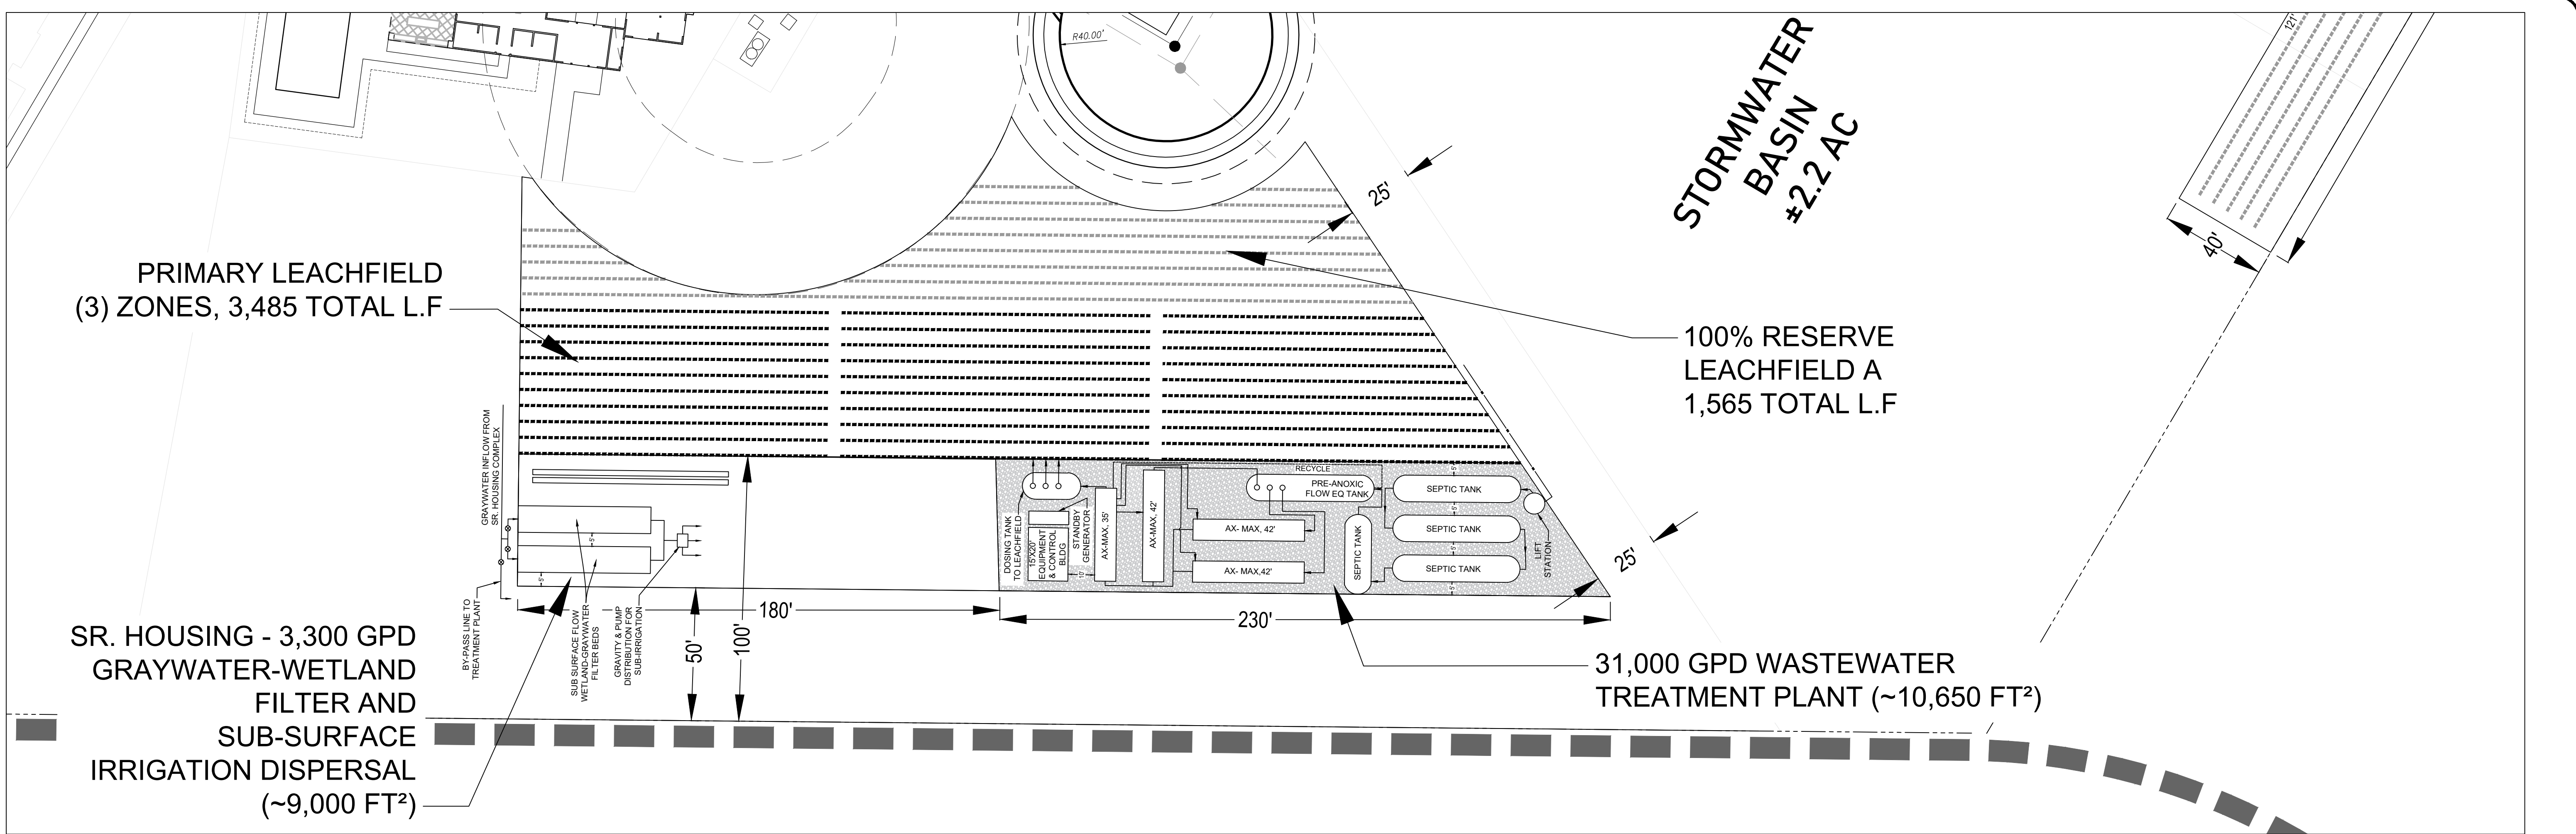 R40.00'
STORMWATER
BASIN
±2.2 AC
121'
40'
25'
PRIMARY LEACHFIELD
(3) ZONES, 3,485 TOTAL L.F
100% RESERVE
LEACHFIELD A
1,565 TOTAL L.F
GRAYWATER INFLOW FROM
SR. HOUSING COMPLEX
5'
5'
BY-PASS LINE TO
TREATMENT PLANT
SUB SURFACE FLOW
WETLAND-GRAYWATER
FILTER BEDS
GRAVITY & PUMP
DISTRIBUTION FOR
SUB-IRRIGATION
DOSING TANK
TO LEACHFIELD
15'X20'
EQUIPMENT
& CONTROL
BLDG
STANDBY
GENERATOR
10'
AX-MAX, 35'
AX-MAX, 42'
AX- MAX, 42'
AX- MAX,42'
RECYCLE
PRE-ANOXIC
FLOW EQ TANK
SEPTIC TANK
5'
SEPTIC TANK
SEPTIC TANK
SEPTIC TANK
5'
LIFT
STATION
25'
180'
230'
50'
100'
SR. HOUSING - 3,300 GPD
GRAYWATER-WETLAND
FILTER AND
SUB-SURFACE
IRRIGATION DISPERSAL
(~9,000 FT²)
31,000 GPD WASTEWATER
TREATMENT PLANT (~10,650 FT²)